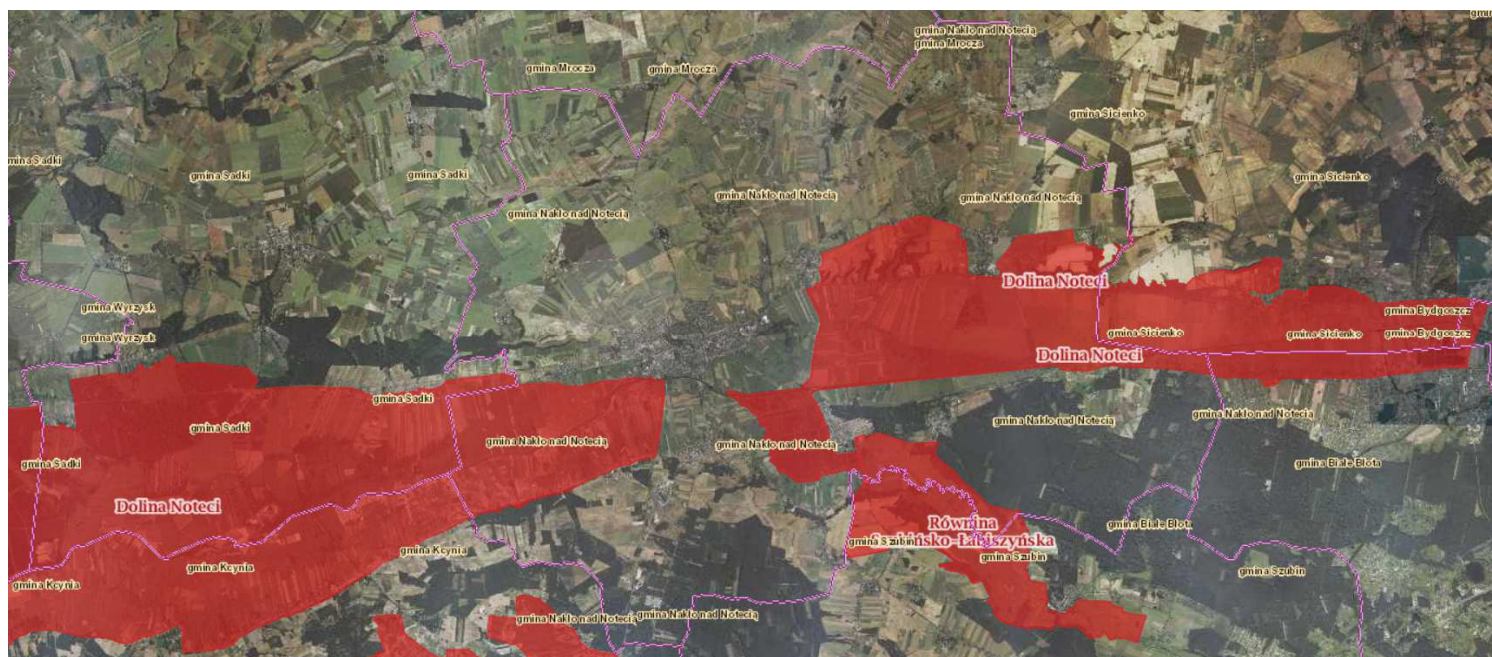 gmina Nakło nad Notecią
gmina Mrocza
gmina Mrocza
gmina Mrocza
gmina Sicienko
gmina Sadki
gmina Sadki
gmina Sicienko
gmina Nakło nad Notecią
gmina Nakło nad Notecią
gmina Nakło nad Notecią
Dolina Noteci
gmina Wyrzysk
gmina Bydgoszcz
gmina Wyrzysk
gmina Sicienko
gmina Sicienko
gmina Bydgoszcz
Dolina Noteci
gmina Sadki
gmina Sadki
gmina Nakło nad Notecią
gmina Nakło nad Notecią
gmina Nakło nad Notecią
gmina Nakło nad Notecią
gmina Sadki
gmina Białe Błota
Dolina Noteci
Równina
gmina Białe Błota
gmina Szubin
gmina Kcynia
gmina Szubin
gmina Kcynia
gmina Kcynia
gmina Szubin
gmina Nakło nad Notecią
gmina Nakło nad Notecią